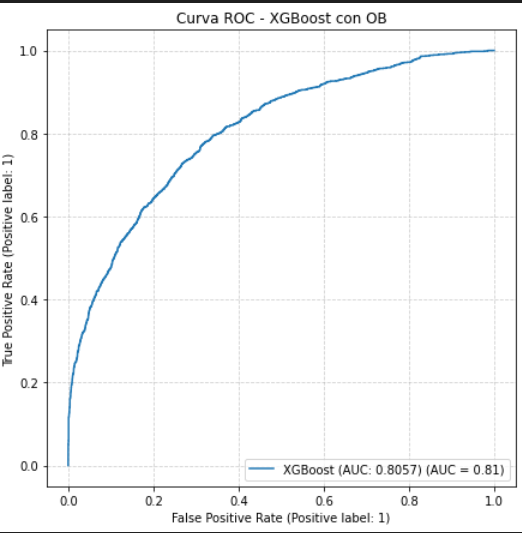 Curva ROC - XGBoost con OB
1.0
0.8
0.6
0.4
0.2
0.0
True Positive Rate (Positive label: 1)
XGBoost (AUC: 0.8057) (AUC = 0.81)
0.0 0.2 0.4 0.6 0.8 1.0
False Positive Rate (Positive label: 1)